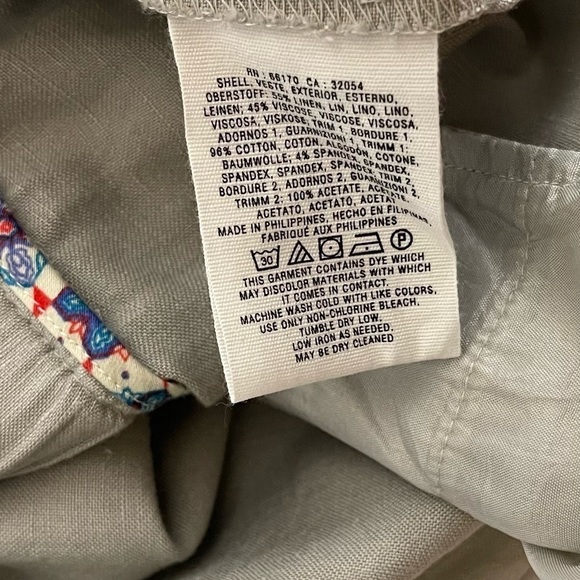 RN : 66170 CA : 32054
SHELL, VESTE, EXTERIOR, ESTERNO,
OBERSTOFF: 55% LINEN, LIN, LINO, LINO,
LEINEN; 45% VISCOSE, VISCOSE, VISCOSA,
VISCOSA, VISKOSE; TRIM 1, BORDURE 1,
ADORNOS 1, GUARNIZIONI 1, TRIMM 1:
96% COTTON, COTON, ALGODÓN, COTONE,
BAUMWOLLE; 4% SPANDEX, SPANDEX,
SPANDEX, SPANDEX, SPANDEX, TRIM 2,
BORDURE 2, ADORNOS 2, GUARNIZIONI 2,
TRIMM 2: 100% ACETATE, ACETATE,
ACETATO, ACETATO, ACETAT
MADE IN PHILIPPINES, HECHO EN FILIPINAS,
FABRIQUÉ AUX PHILIPPINES
30 P
THIS GARMENT CONTAINS DYE WHICH
MAY DISCOLOR MATERIALS WITH WHICH
IT COMES IN CONTACT.
MACHINE WASH COLD WITH LIKE COLORS.
USE ONLY NON-CHLORINE BLEACH.
TUMBLE DRY LOW.
LOW IRON AS NEEDED.
MAY BE DRY CLEANED